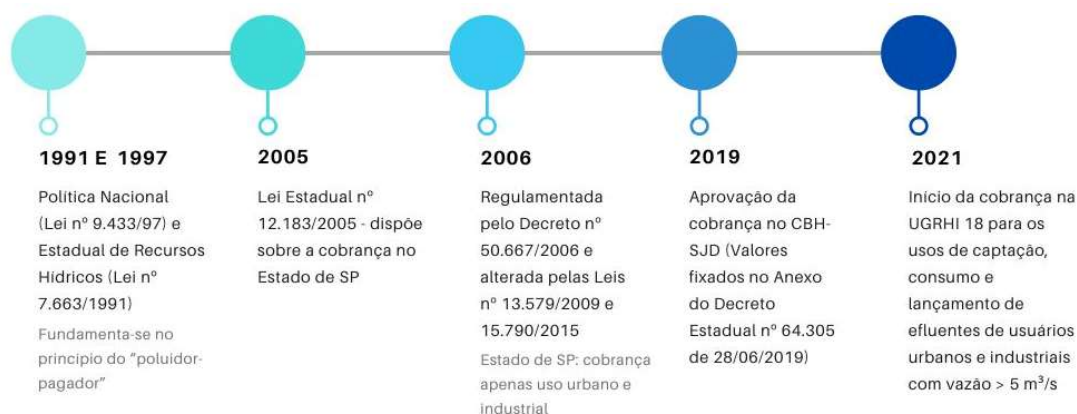 1991 E 1997
Política Nacional
(Lei nº 9.433/97) e
Estadual de Recursos
Hídricos (Lei nº
7.663/1991)
Fundamenta-se no
principio do “poluidor-
pagador”
2005
Lei Estadual nº
12.183/2005 - dispõe
sobre a cobrança no
Estado de SP
2006
Regulamentada
pelo Decreto nº
50.667/2006 e
alterada pelas Leis
nº 13.579/2009 e
15.790/2015
Estado de SP: cobrança
apenas uso urbano e
industrial
2019
Aprovação da
cobrança no CBH-
SJD (Valores
fixados no Anexo
do Decreto
Estadual nº 64.305
de 28/06/2019)
2021
Início da cobrança na
UGRHI 18 para os
usos de captação,
consumo e
lançamento de
efluentes de usuários
urbanos e industriais
com vazão > 5 m³/s